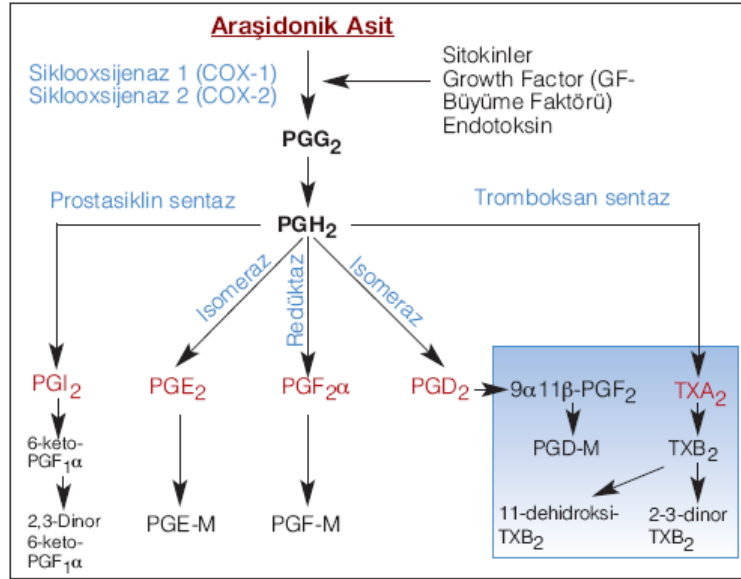 Araşidonik Asit
Siklooxsijenaz 1 (COX-1)
Siklooxsijenaz 2 (COX-2)
Sitokinler
Growth Factor (GF-
Büyüme Faktörü)
Endotoksin
PGG2
Prostasiklin sentaz
Tromboksan sentaz
PGH2
Isomeraz
Redüktaz
Isomeraz
PGI2
PGE2
PGF2α
PGD2
9α11β-PGF2
TXA2
6-keto-
PGF1α
PGD-M
TXB2
2,3-Dinor
6-keto-
PGF1α
PGE-M
PGF-M
11-dehidroksi-
TXB2
2-3-dinor
TXB2